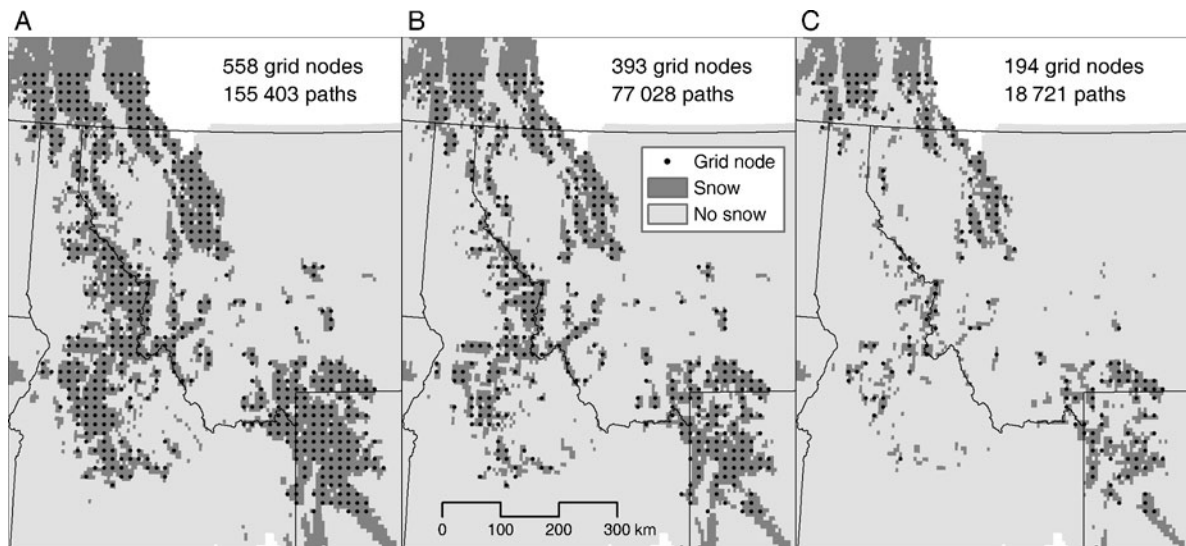 A
558 grid nodes
155 403 paths
B
393 grid nodes
77 028 paths
Grid node
Snow
No snow
0 100 200 300 km
C
194 grid nodes
18 721 paths